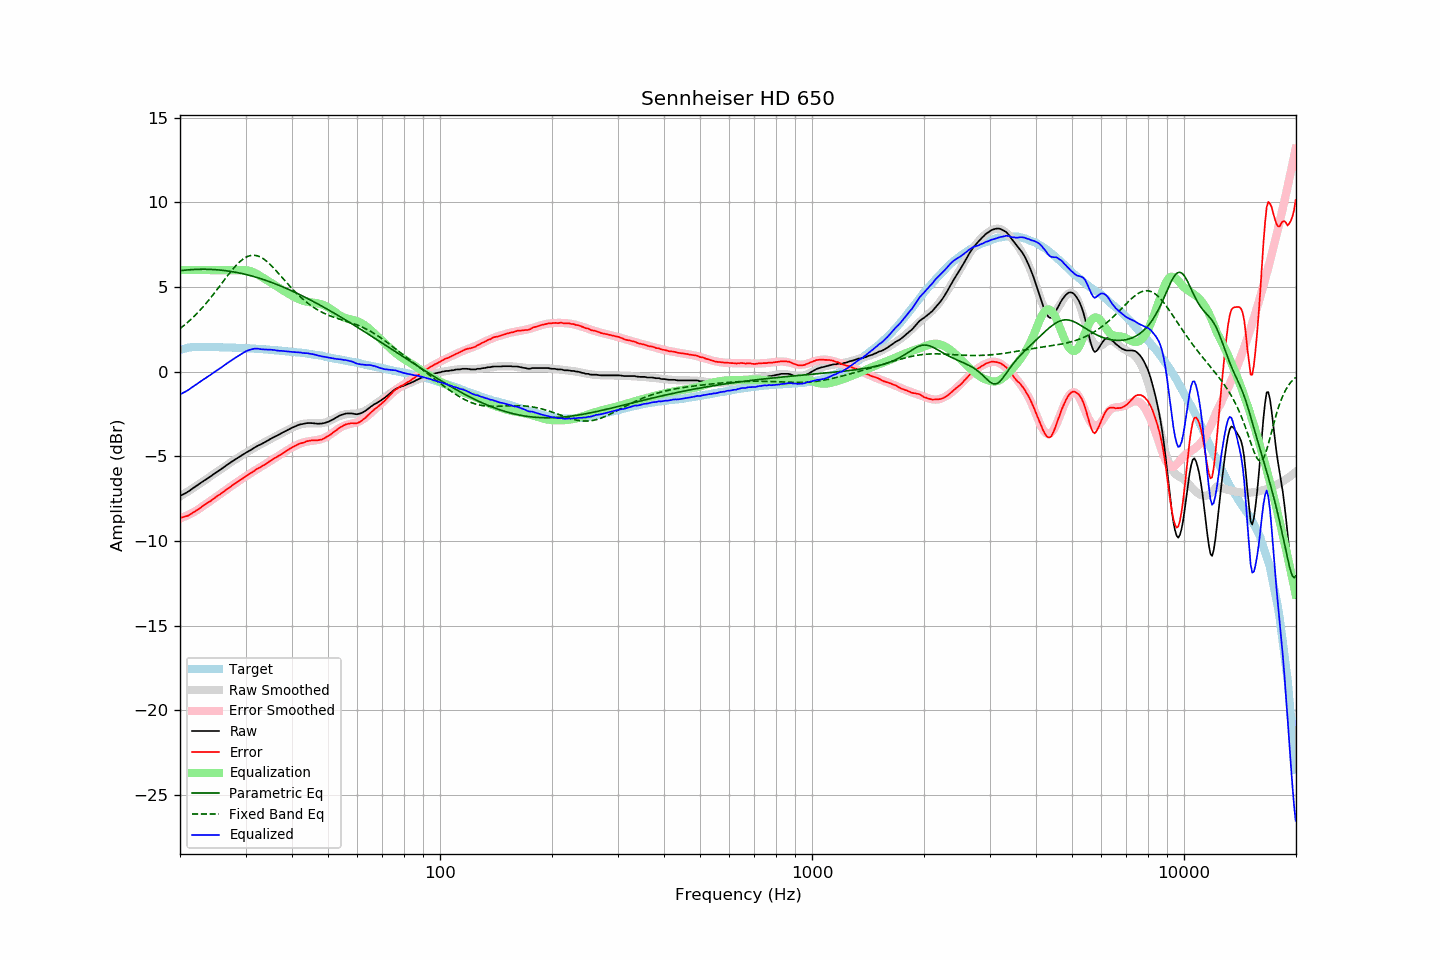 Sennheiser HD 650
15
10
5
0
−5
−10
−15
−20
−25
Amplitude (dBr)
Target
Raw Smoothed
Error Smoothed
Raw
Error
Equalization
Parametric Eq
Fixed Band Eq
Equalized
100
1000
10000
Frequency (Hz)